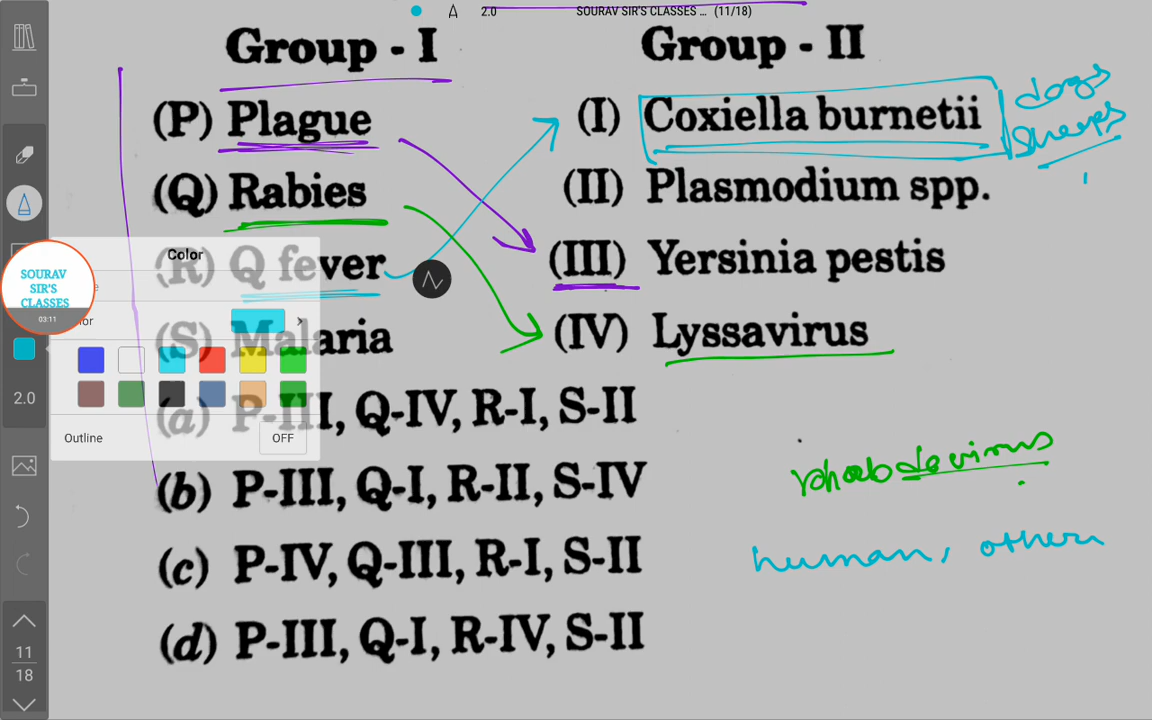 2.0 SOURAV SIR'S CLASSES ... (11/18)
Group - I Group - II
(P) Plague (I) Coxiella burnetii dogs
sheeps
(Q) Rabies (II) Plasmodium spp.
Color
(R) Q fever (III) Yersinia pestis
SOURAV
SIR'S
CLASSES
03:11
(S) Malaria (IV) Lyssavirus
2.0
(a) P-III, Q-IV, R-I, S-II
Outline OFF
rhabdovirus
(b) P-III, Q-I, R-II, S-IV
human, other
(c) P-IV, Q-III, R-I, S-II
(d) P-III, Q-I, R-IV, S-II
11
18